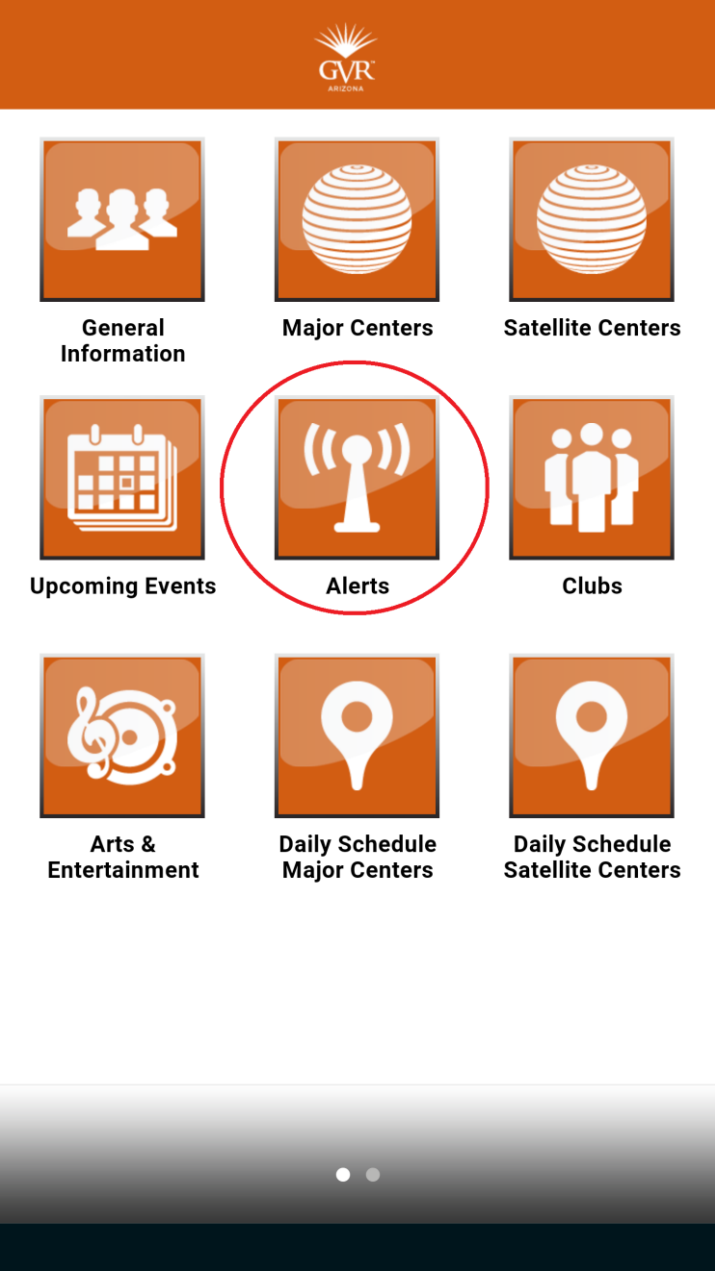 GVR™
ARIZONA
General
Information
Major Centers
Satellite Centers
Upcoming Events
Alerts
Clubs
Arts &
Entertainment
Daily Schedule
Major Centers
Daily Schedule
Satellite Centers